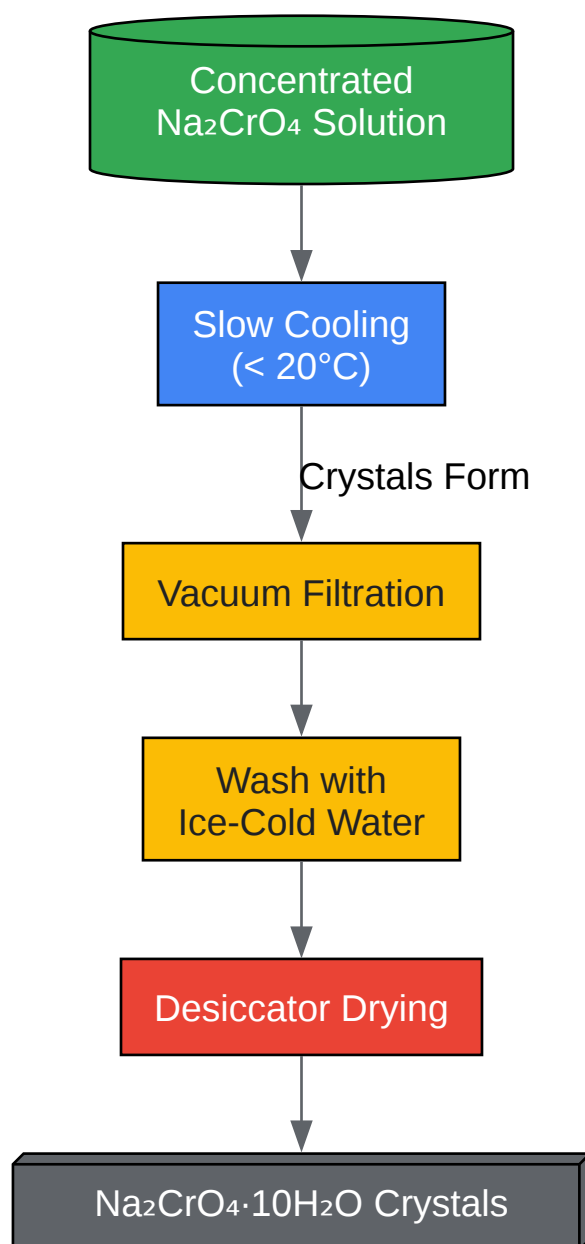 Concentrated
Na₂CrO₄ Solution
Slow Cooling
(< 20°C)
Crystals Form
Vacuum Filtration
Wash with
Ice-Cold Water
Desiccator Drying
Na₂CrO₄·10H₂O Crystals